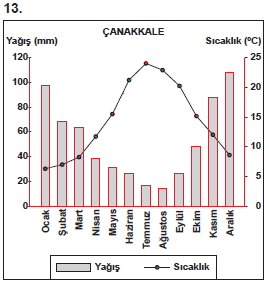 13.
ÇANAKKALE
Yağış (mm) Sıcaklık (ºC)
120 25
100 20
80 15
60
40 10
20 5
0 0
Ocak Şubat Mart Nisan Mayıs Haziran Temmuz Ağustos Eylül Ekim Kasım Aralık
Yağış Sıcaklık